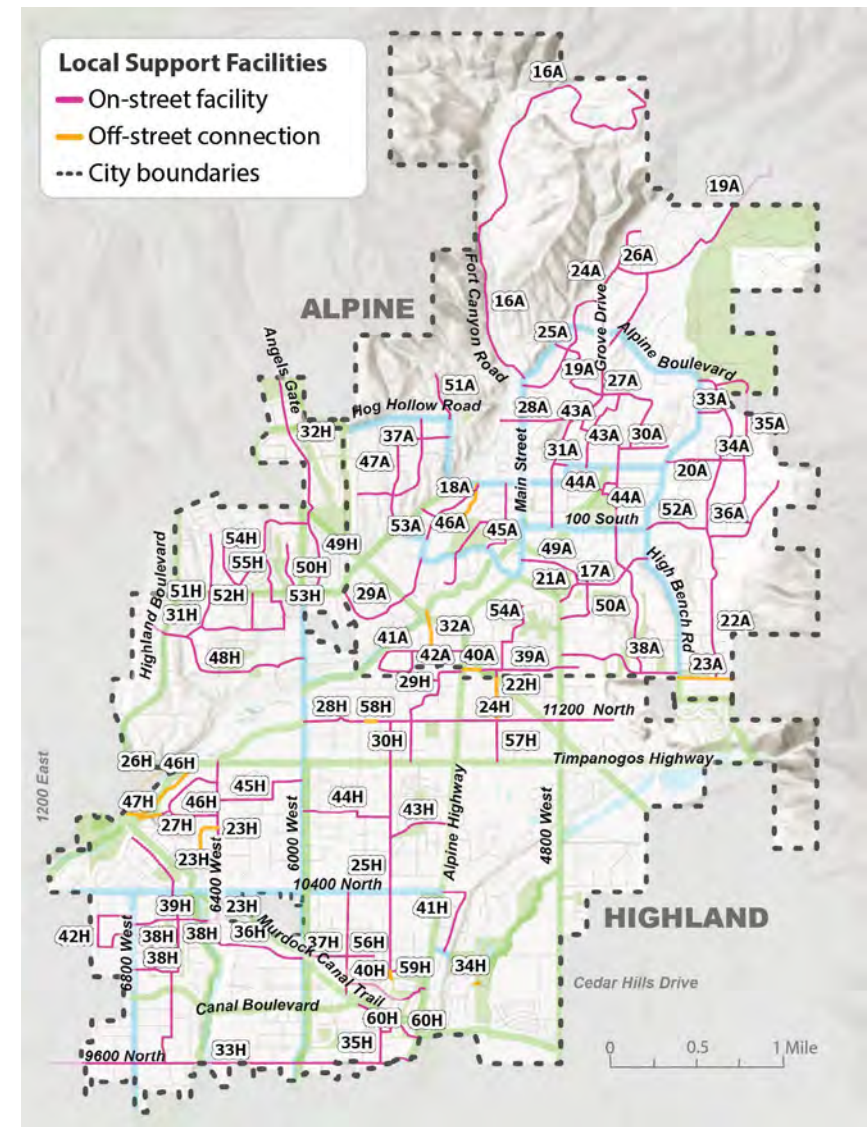 Local Support Facilities
On-street facility
Off-street connection
City boundaries
16A
19A
26A
24A
Fort Canyon Road
16A
Grove Drive
ALPINE
25A
Alpine Boulevard
Angels Gate
19A
27A
51A
33A
Hog Hollow Road
28A
43A
35A
32H
37A
43A
30A
34A
47A
31A
Main Street
20A
18A
44A
44A
53A
46A
52A
36A
100 South
45A
54H
49H
49A
55H
50H
High Bench Rd
17A
21A
51H
52H
53H
29A
50A
31H
54A
22A
Highland Boulevard
32A
41A
38A
48H
42A
40A
39A
23A
29H
22H
28H
58H
24H
11200 North
30H
57H
26H
46H
Timpanogos Highway
1200 East
45H
47H
46H
44H
43H
27H
23H
6000 West
Alpine Highway
4800 West
23H
6400 West
25H
10400 North
39H
23H
41H
HIGHLAND
42H
38H
38H
36H
37H
56H
38H
6800 West
Murdock Canal Trail
40H
59H
34H
Cedar Hills Drive
Canal Boulevard
60H
60H
35H
33H
9600 North
0 0.5 1 Mile